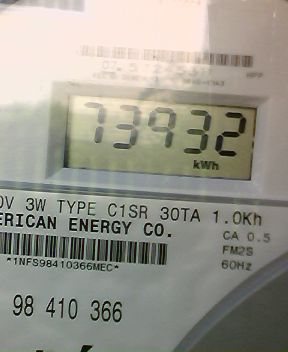 73932
kWh
V 3W TYPE C1SR 30TA 1.0Kh
ERICAN ENERGY CO.
CA 0.5
FM2S
60Hz
*1NFS98410366MEC*
98 410 366